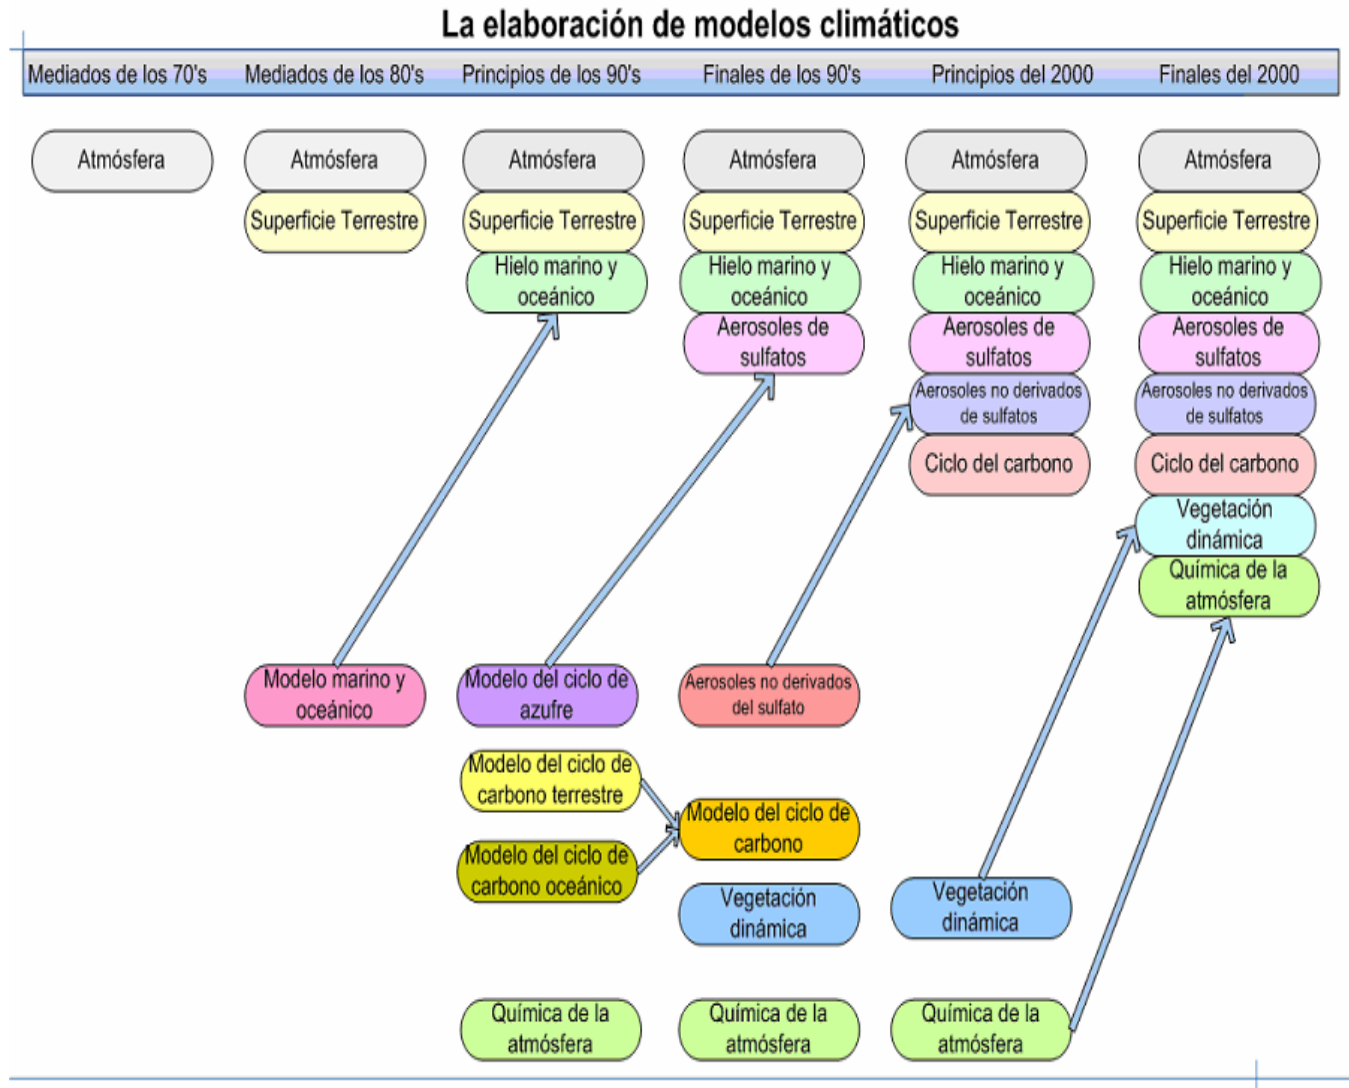 La elaboración de modelos climáticos
Mediados de los 70's
Mediados de los 80's
Principios de los 90's
Finales de los 90's
Principios del 2000
Finales del 2000
Atmósfera
Atmósfera
Atmósfera
Atmósfera
Atmósfera
Atmósfera
Superficie Terrestre
Superficie Terrestre
Superficie Terrestre
Superficie Terrestre
Superficie Terrestre
Hielo marino y
oceánico
Hielo marino y
oceánico
Hielo marino y
oceánico
Hielo marino y
oceánico
Aerosoles de
sulfatos
Aerosoles de
sulfatos
Aerosoles de
sulfatos
Aerosoles no derivados
de sulfatos
Aerosoles no derivados
de sulfatos
Ciclo del carbono
Ciclo del carbono
Vegetación
dinámica
Química de la
atmósfera
Modelo marino y
oceánico
Modelo del ciclo de
azufre
Aerosoles no derivados
del sulfato
Modelo del ciclo de
carbono terrestre
Modelo del ciclo de
carbono
Modelo del ciclo de
carbono oceánico
Vegetación
dinámica
Vegetación
dinámica
Química de la
atmósfera
Química de la
atmósfera
Química de la
atmósfera